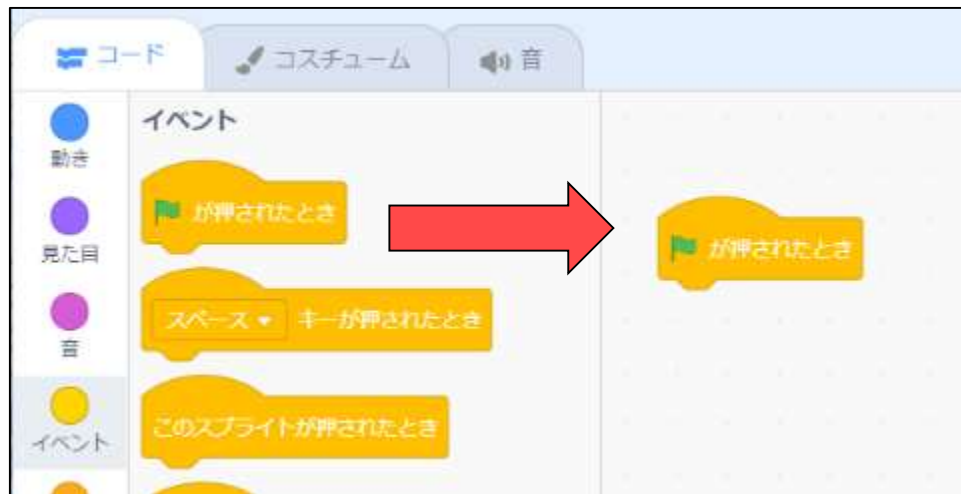 コード
コスチューム
音
動き
見た目
音
イベント
イベント
が押されたとき
スペース キーが押されたとき
このスプライトが押されたとき
が押されたとき